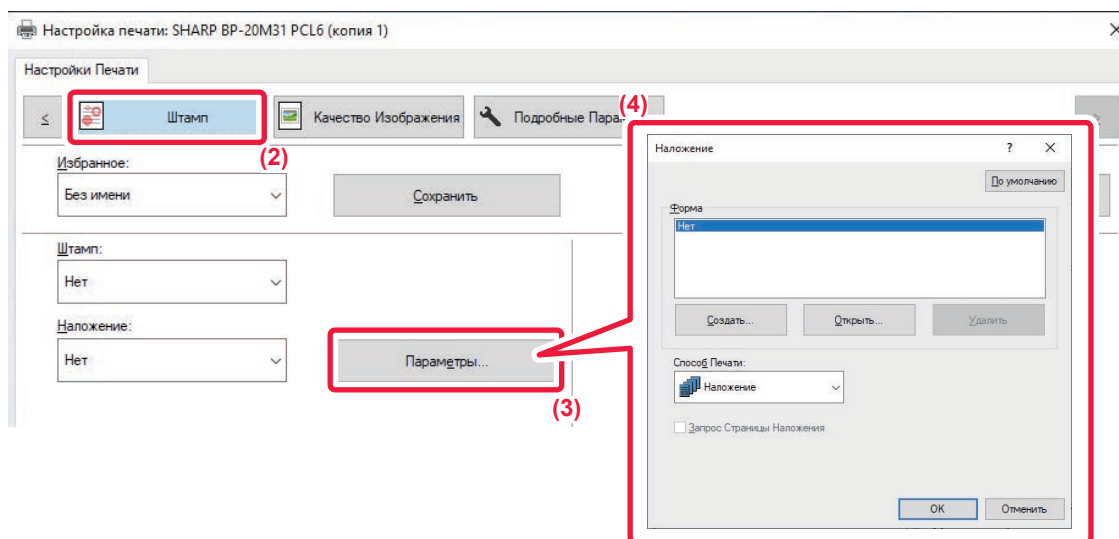 Настройка печати: SHARP BP-20M31 PCL6 (копия 1)
Настройки Печати
≤
Штамп
Качество Изображения
Подробные Пара
(4)
(2)
Избранное:
Без имени
Сохранить
Штамп:
Нет
Наложение:
Нет
Параметры...
(3)
Наложение
?
По умолчанию
Форма
Нет
Создать...
Открыть...
Удалить
Способ Печати:
Наложение
Запрос Страницы Наложения
OK
Отменить